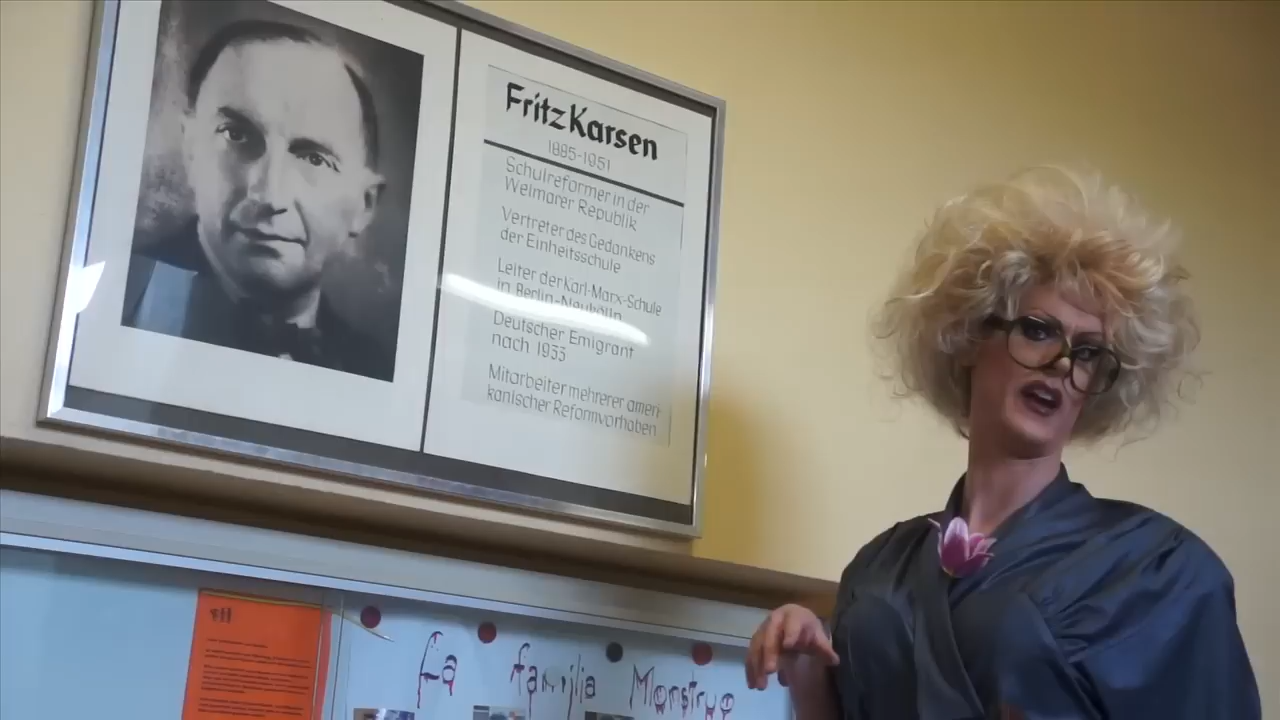 Fritz Karsen
1885-1951
Schulreformer in der
Weimarer Republik
Vertreter des Gedankens
der Einheitsschule
Leiter der Karl-Marx-Schule
in Berlin-Neukölln
Deutscher Emigrant
nach 1933
Mitarbeiter mehrerer ameri-
kanischer Reformvorhaben
La familia Monstrue